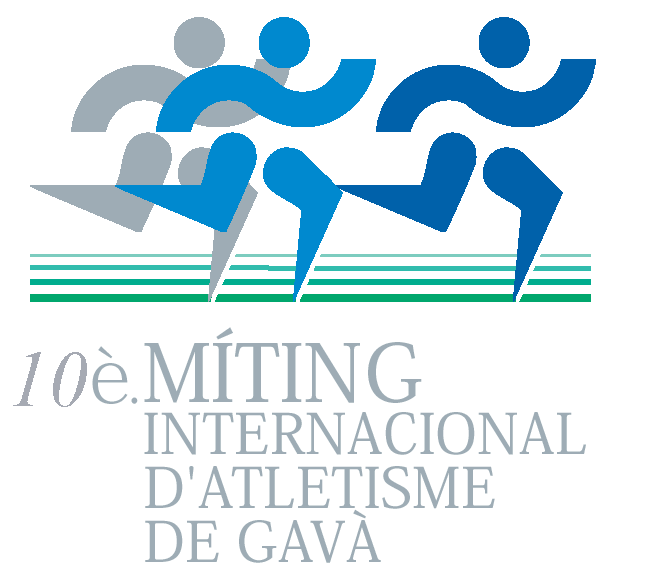 10è. MÍTING
INTERNACIONAL
D'ATLETISME
DE GAVÀ